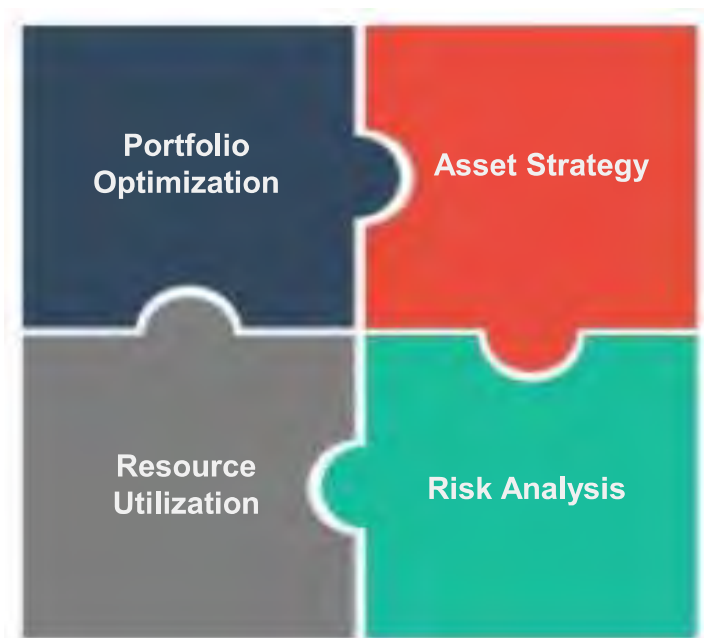 Portfolio
Optimization
Asset Strategy
Resource
Utilization
Risk Analysis